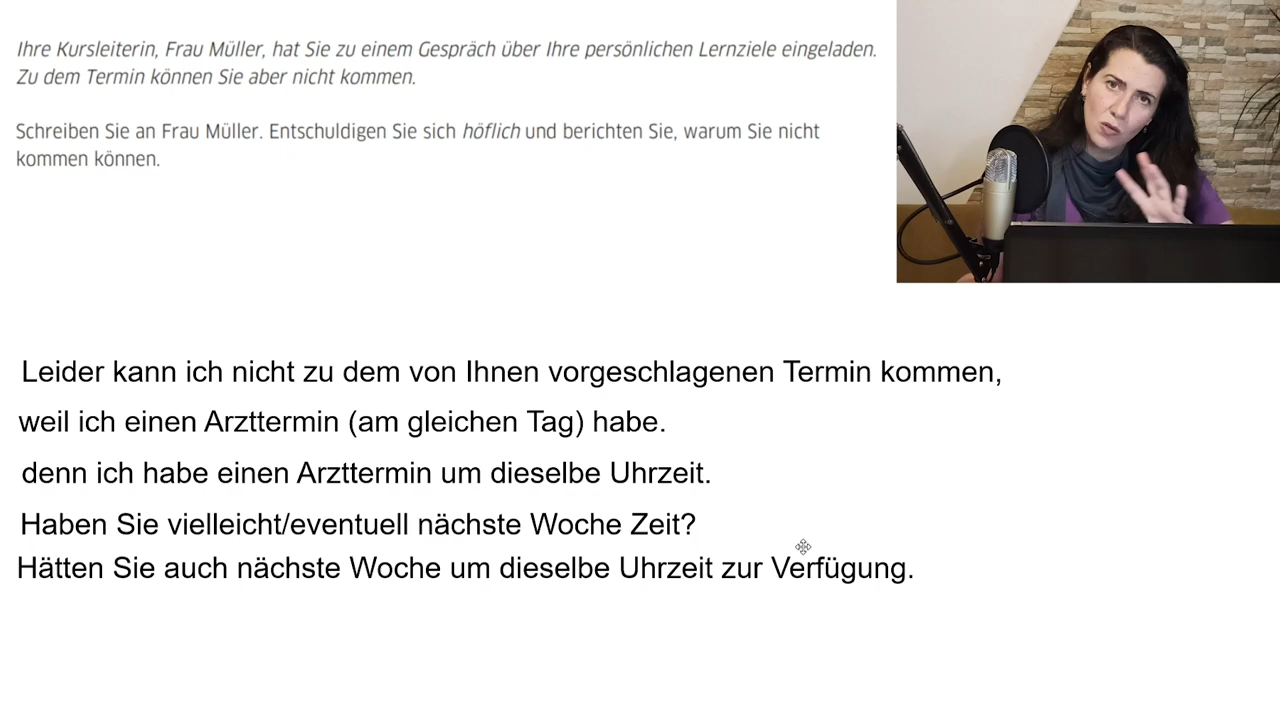 Ihre Kursleiterin, Frau Müller, hat Sie zu einem Gespräch über Ihre persönlichen Lernziele eingeladen.
Zu dem Termin können Sie aber nicht kommen.
Schreiben Sie an Frau Müller. Entschuldigen Sie sich höflich und berichten Sie, warum Sie nicht
kommen können.
Leider kann ich nicht zu dem von Ihnen vorgeschlagenen Termin kommen,
weil ich einen Arzttermin (am gleichen Tag) habe.
denn ich habe einen Arzttermin um dieselbe Uhrzeit.
Haben Sie vielleicht/eventuell nächste Woche Zeit?
Hätten Sie auch nächste Woche um dieselbe Uhrzeit zur Verfügung.